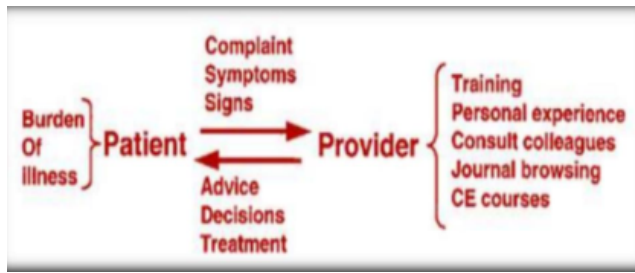 Complaint
Symptoms
Signs
Burden
Of
illness
Patient
Provider
Advice
Decisions
Treatment
Training
Personal experience
Consult colleagues
Journal browsing
CE courses